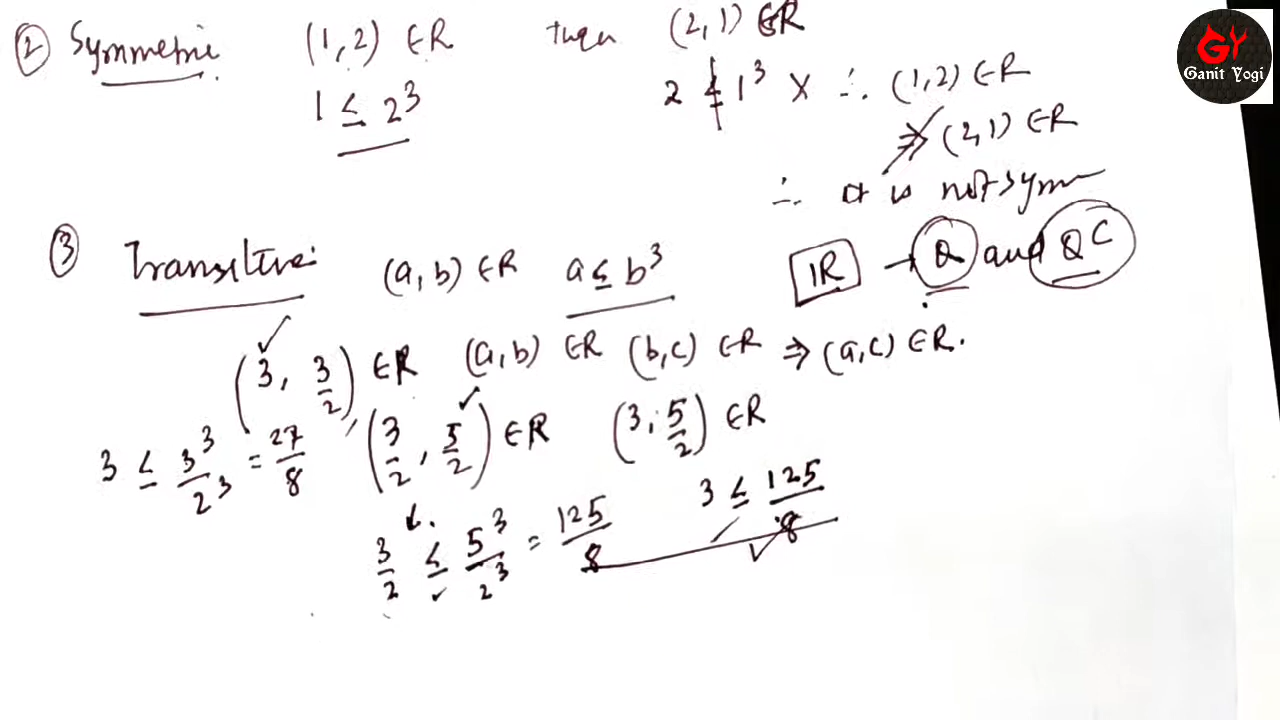 ② Symmetric (1,2) ∈R then (2,1) ∈R
1 ≤ 2³ 2 ≰ 1³ X ∴ (1,2) ∈R
⇏ (2,1) ∈R
∴ it is not symm
③ Transitive: (a,b) ∈R a ≤ b³ IR → Q and Q^C
(3, 3/2) ∈R (a,b) ∈R (b,c) ∈R ⇒ (a,c) ∈R.
(3/2, 5/2) ∈R (3, 5/2) ∈R
3 ≤ 3³/2³ = 27/8
3 ≤ 125/8
3/2 ≤ 5³/2³ = 125/8
GY
Ganit Yogi